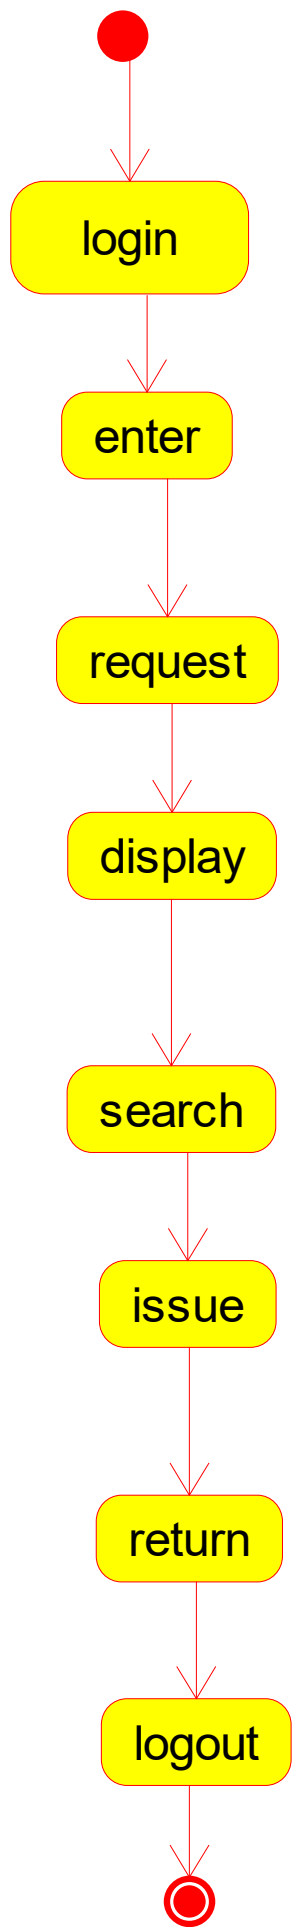 login
enter
request
display
search
issue
return
logout